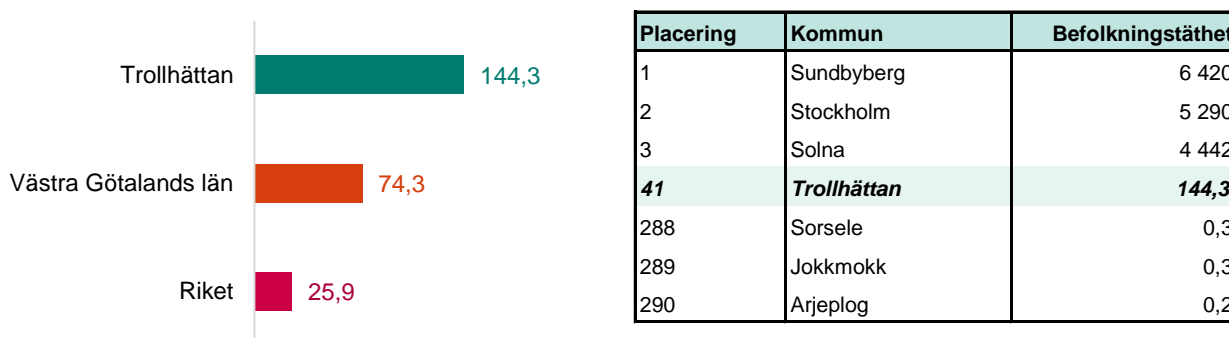 Trollhättan 144,3
Västra Götalands län 74,3
Riket 25,9
Placering Kommun Befolkningstäthet
1 Sundbyberg 6 420
2 Stockholm 5 290
3 Solna 4 442
41 Trollhättan 144,3
288 Sorsele 0,3
289 Jokkmokk 0,3
290 Arjeplog 0,2